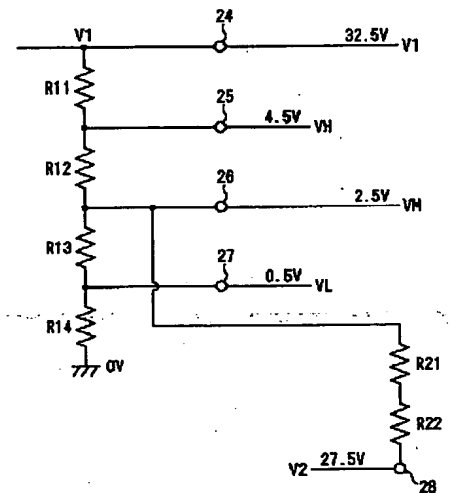 24
V1
32.5V
V1
R11
25
4.5V
VH
R12
26
2.5V
VM
R13
27
0.5V
VL
R14
0V
R21
R22
V2
27.5V
28